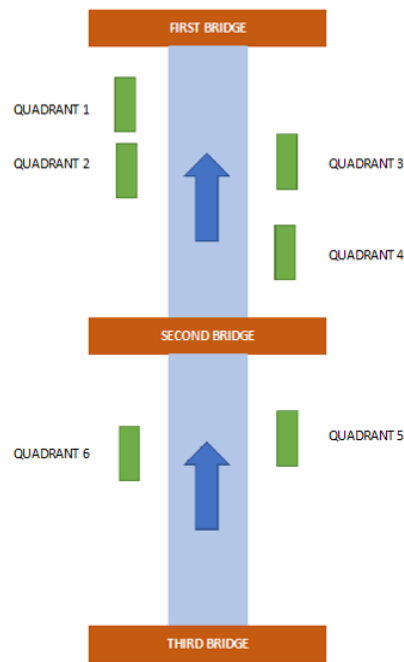 FIRST BRIDGE
QUADRANT 1
QUADRANT 2
QUADRANT 3
QUADRANT 4
SECOND BRIDGE
QUADRANT 5
QUADRANT 6
THIRD BRIDGE